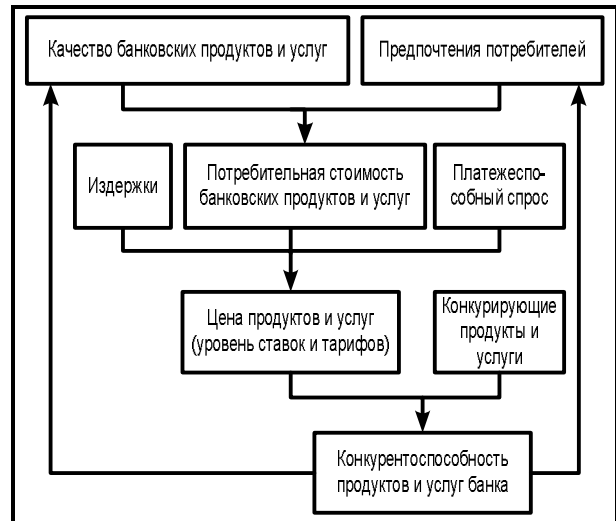 Качество банковских продуктов и услуг
Предпочтения потребителей
Издержки
Потребительная стоимость
банковских продуктов и услуг
Платежеспо-
собный спрос
Цена продуктов и услуг
(уровень ставок и тарифов)
Конкурирующие
продукты и
услуги
Конкурентоспособность
продуктов и услуг банка